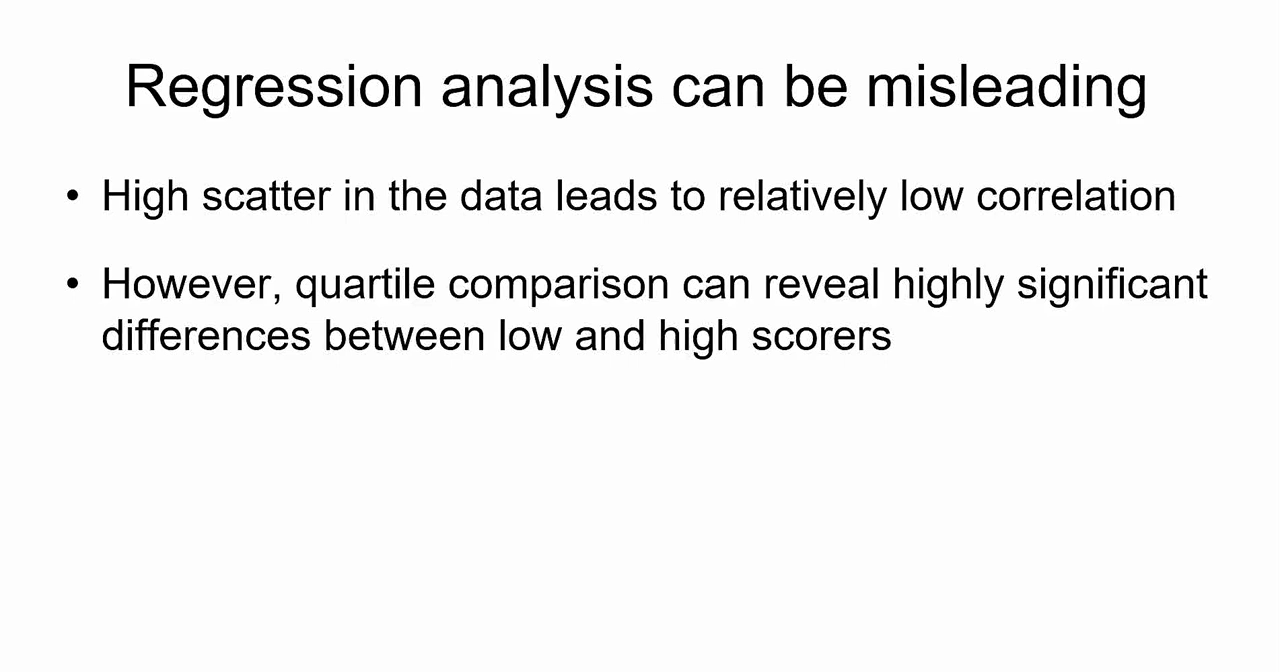 Regression analysis can be misleading
• High scatter in the data leads to relatively low correlation
• However, quartile comparison can reveal highly significant
differences between low and high scorers